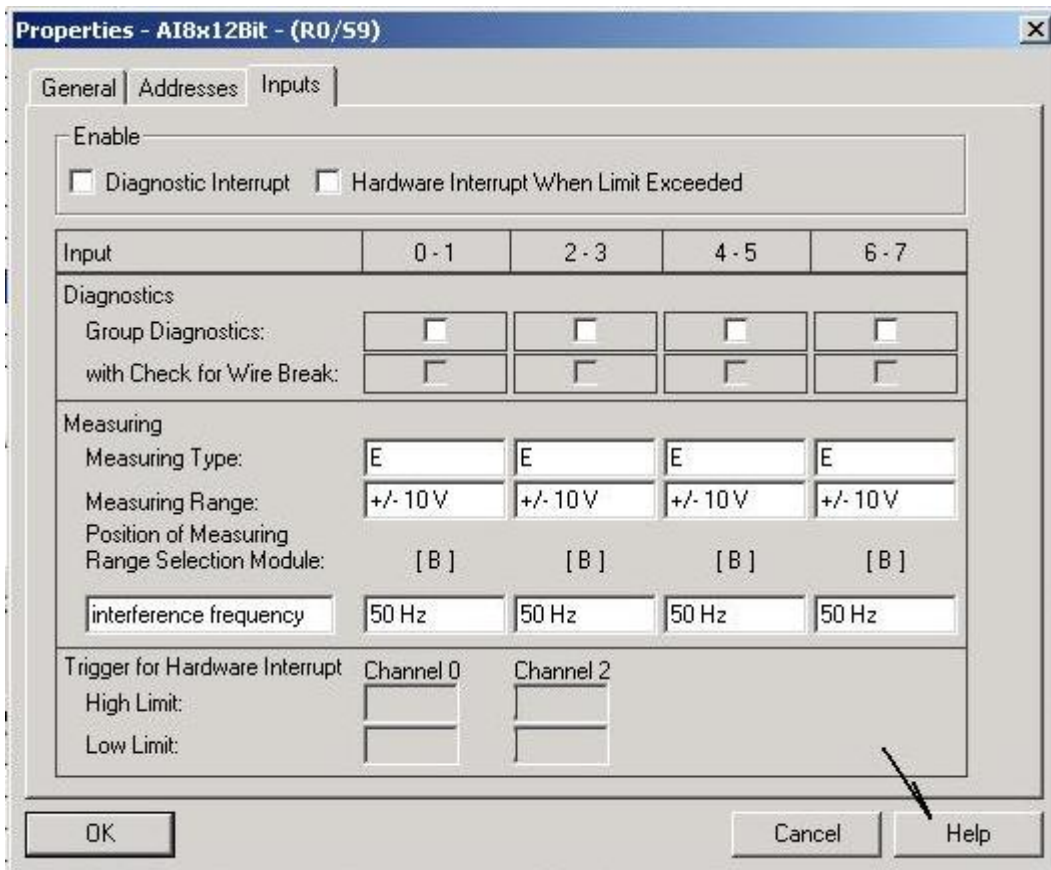 Properties - AI8x12Bit - (R0/S9)
General Addresses Inputs
Enable
Diagnostic Interrupt Hardware Interrupt When Limit Exceeded
Input 0 - 1 2 - 3 4 - 5 6 - 7
Diagnostics
Group Diagnostics:
with Check for Wire Break:
Measuring
Measuring Type: E E E E
Measuring Range: +/- 10 V +/- 10 V +/- 10 V +/- 10 V
Position of Measuring
Range Selection Module: [ B ] [ B ] [ B ] [ B ]
interference frequency 50 Hz 50 Hz 50 Hz 50 Hz
Trigger for Hardware Interrupt Channel 0 Channel 2
High Limit:
Low Limit:
OK Cancel Help